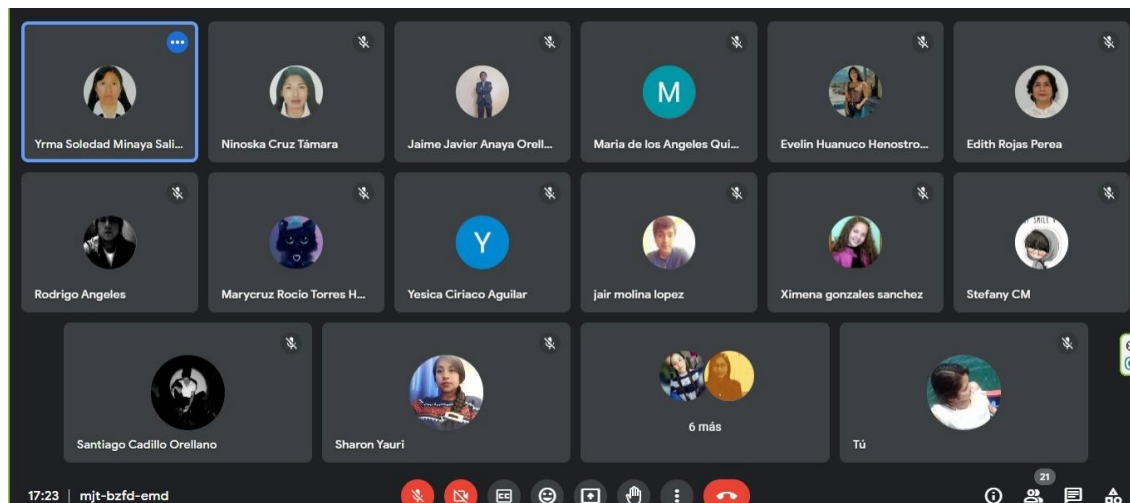 Yrma Soledad Minaya Sali...
Ninoska Cruz Támara
Jaime Javier Anaya Orell...
M
Maria de los Angeles Qui...
Evelin Huanuco Henostro...
Edith Rojas Perea
Rodrigo Angeles
Marycruz Rocio Torres H...
Y
Yesica Ciriaco Aguilar
jair molina lopez
Ximena gonzales sanchez
SMILE
Stefany CM
Santiago Cadillo Orellano
Sharon Yauri
6 más
Tú
17:23 | mjt-bzfd-emd
CC
21